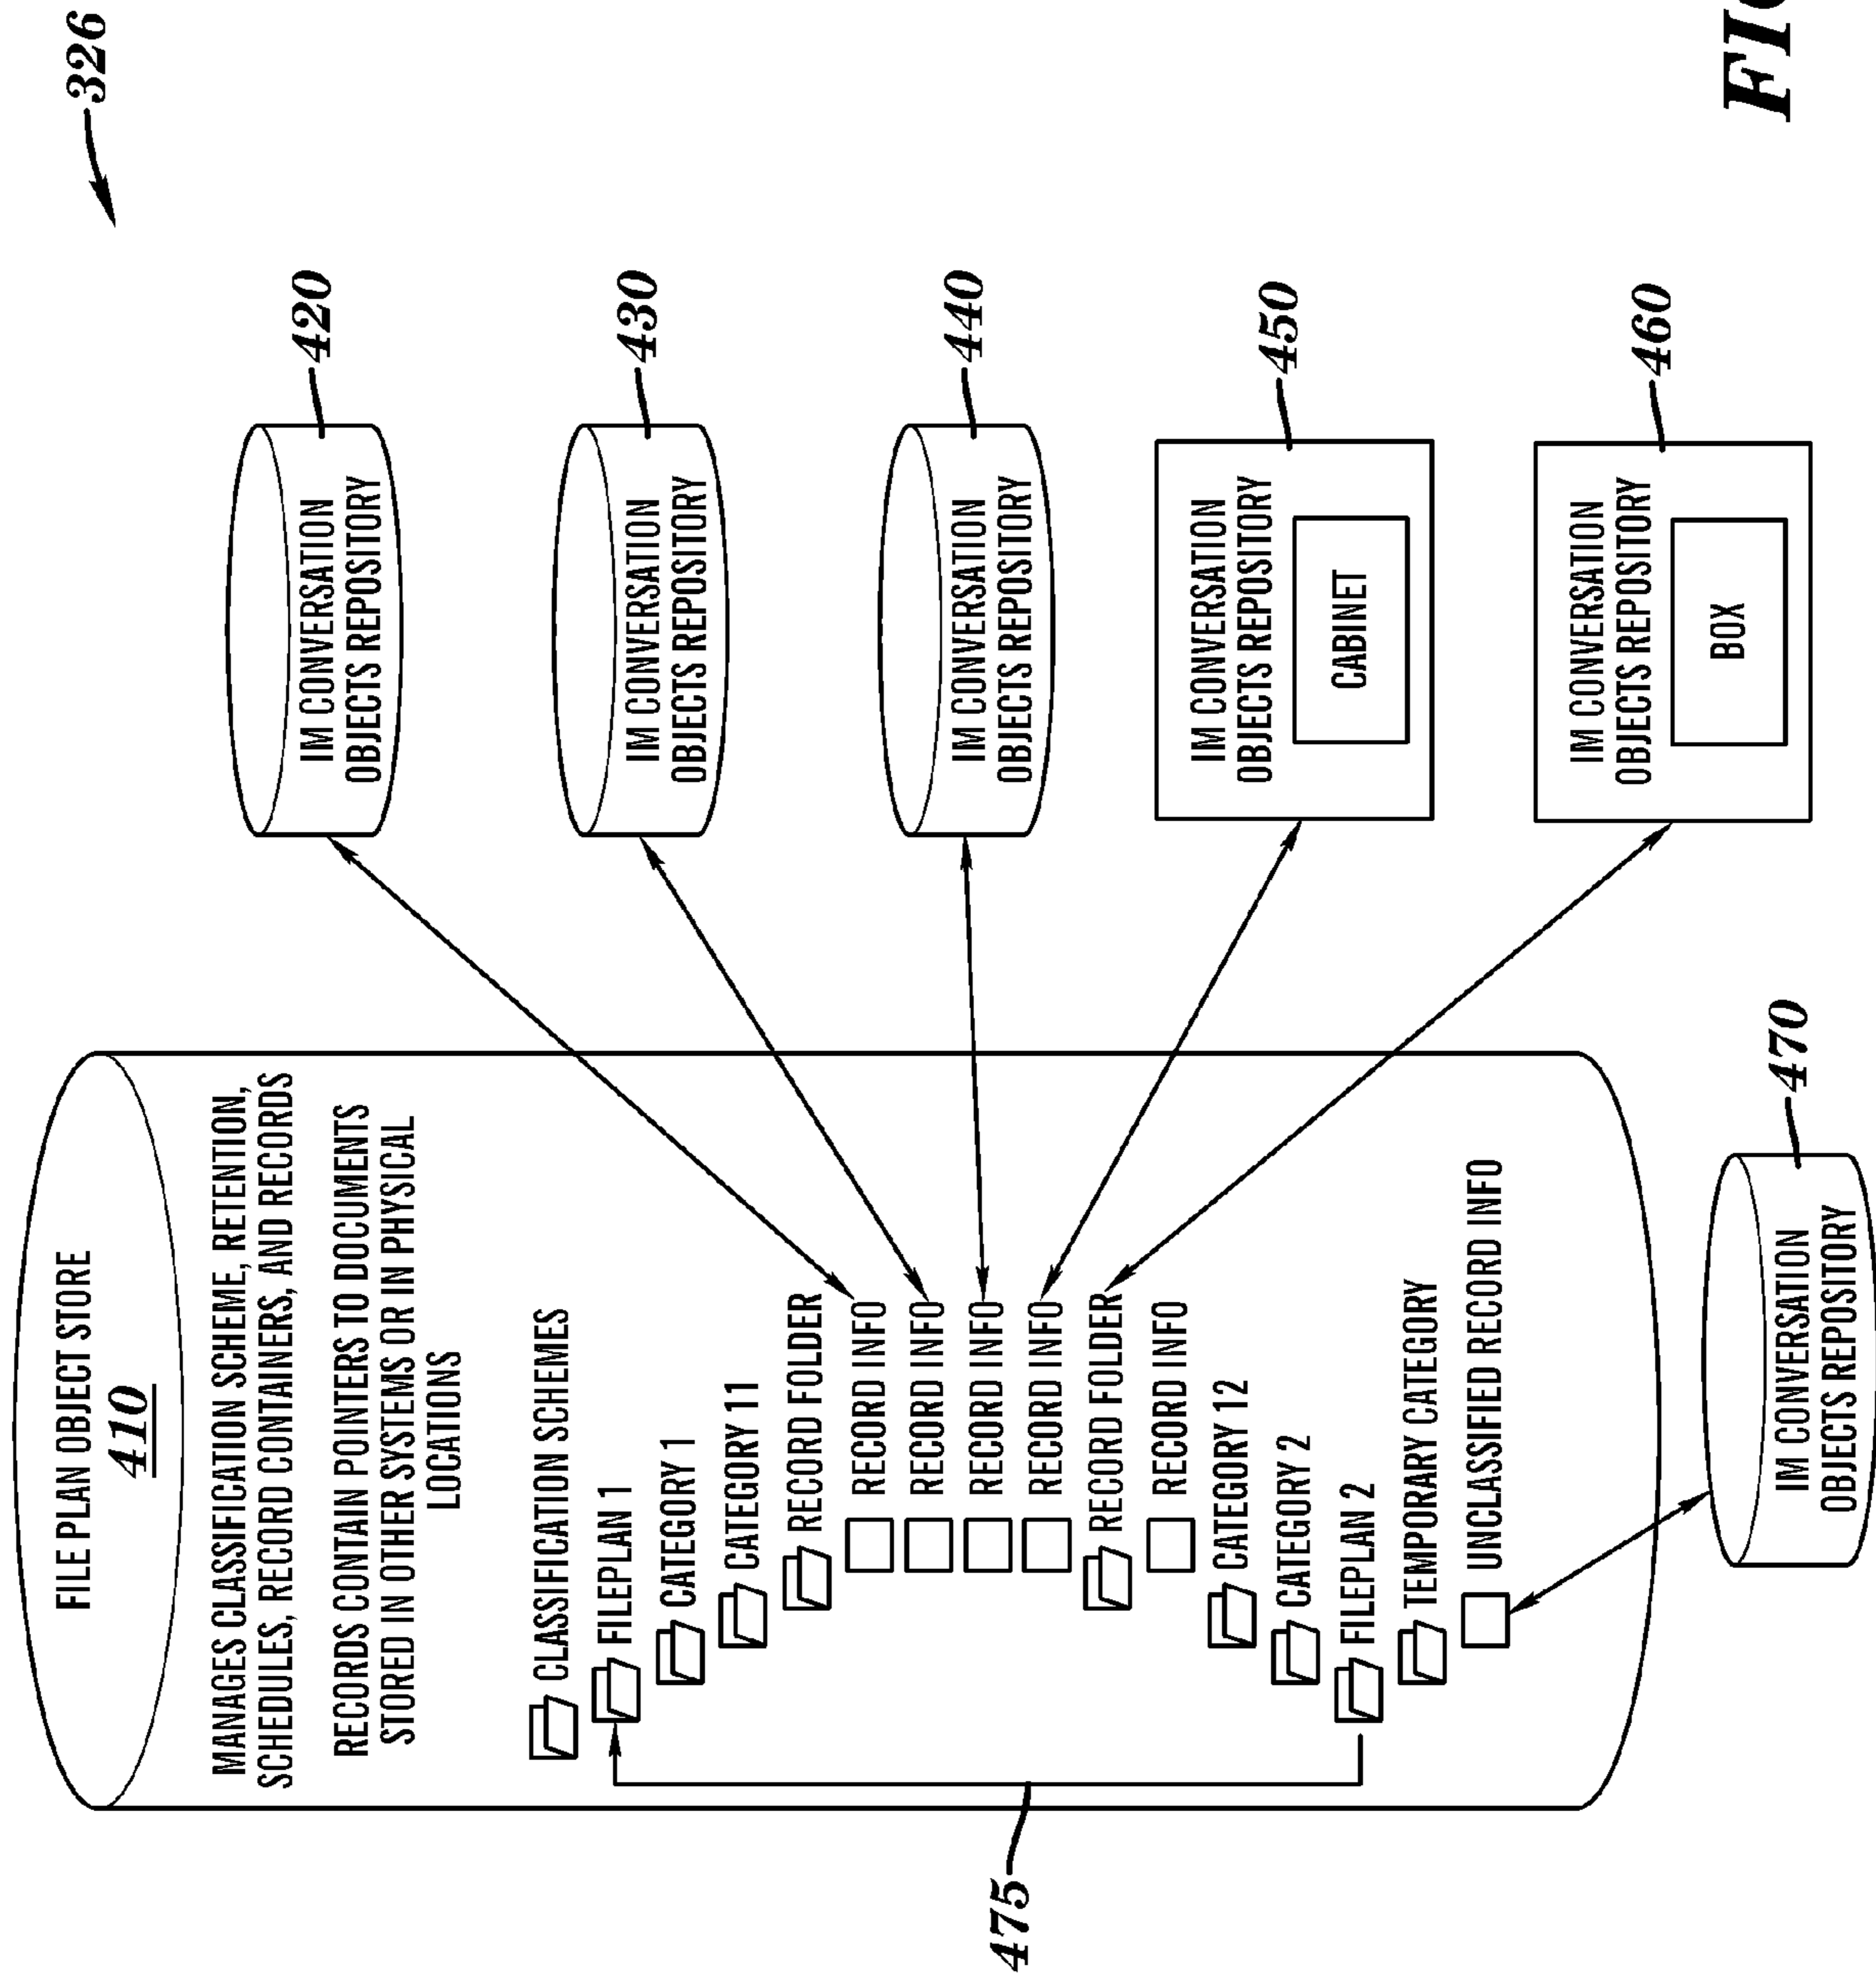 326
FILE PLAN OBJECT STORE
410
MANAGES CLASSIFICATION SCHEME, RETENTION,
SCHEDULES, RECORD CONTAINERS, AND RECORDS
RECORDS CONTAIN POINTERS TO DOCUMENTS
STORED IN OTHER SYSTEMS OR IN PHYSICAL
LOCATIONS
CLASSIFICATION SCHEMES
FILEPLAN 1
CATEGORY 1
CATEGORY 11
RECORD FOLDER
RECORD INFO
RECORD INFO
RECORD INFO
RECORD INFO
RECORD FOLDER
RECORD INFO
CATEGORY 12
CATEGORY 2
FILEPLAN 2
TEMPORARY CATEGORY
UNCLASSIFIED RECORD INFO
475
420
IM CONVERSATION
OBJECTS REPOSITORY
430
IM CONVERSATION
OBJECTS REPOSITORY
440
IM CONVERSATION
OBJECTS REPOSITORY
450
IM CONVERSATION
OBJECTS REPOSITORY
CABINET
460
IM CONVERSATION
OBJECTS REPOSITORY
BOX
470
IM CONVERSATION
OBJECTS REPOSITORY